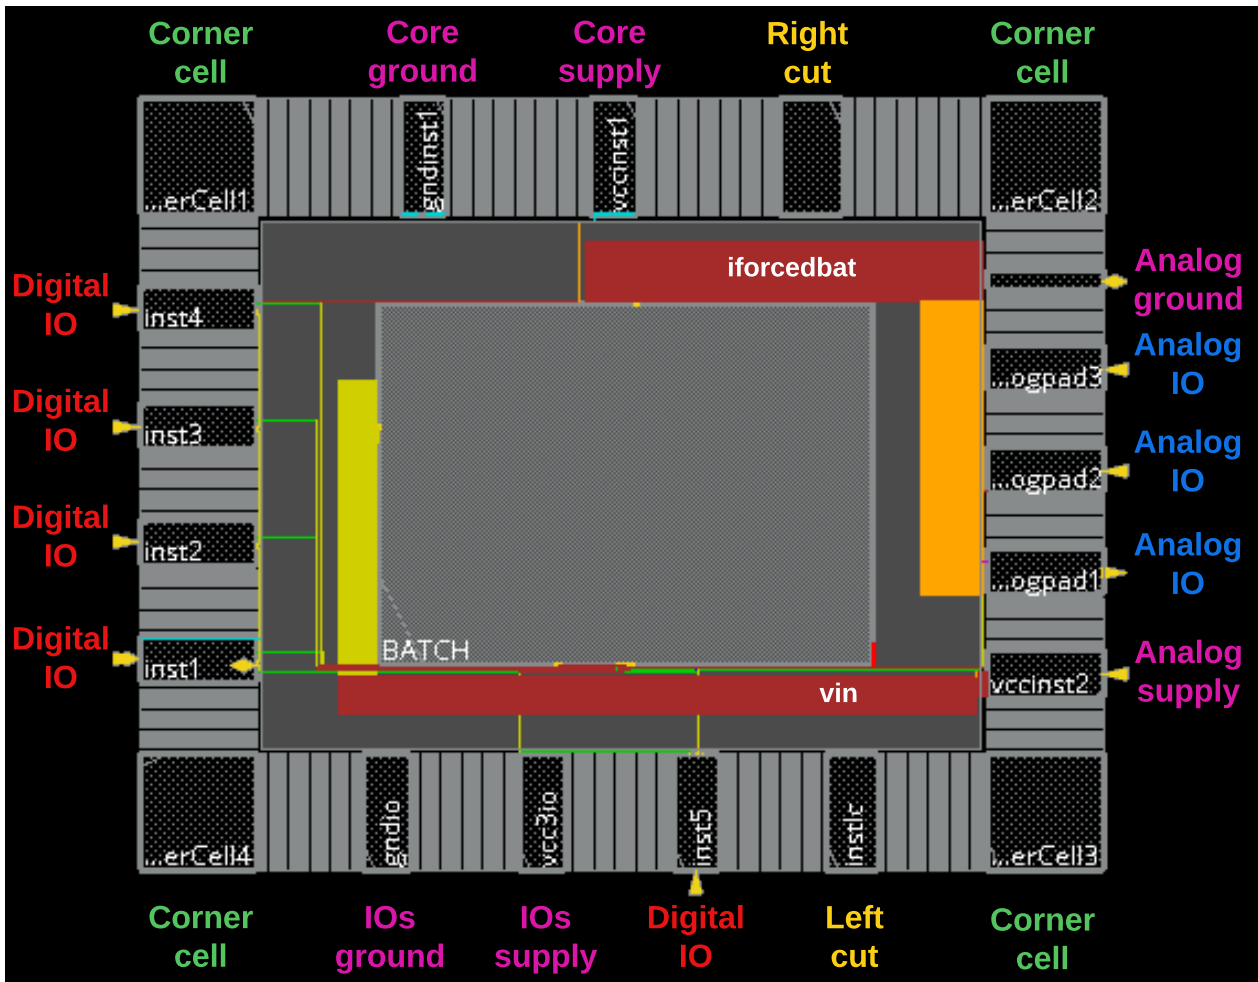 Corner
cell
Core
ground
Core
supply
Right
cut
Corner
cell
gndinst1
vccinst1
...erCell1
...erCell2
iforcedbat
Analog
ground
Digital
IO
inst4
Analog
IO
...ogpad3
Digital
IO
inst3
Analog
IO
...ogpad2
Digital
IO
inst2
Analog
IO
...ogpad1
Digital
IO
inst1
BATCH
Analog
supply
vccinst2
vin
gndio
vcc3io
inst5
instlc
...erCell4
...erCell3
Corner
cell
IOs
ground
IOs
supply
Digital
IO
Left
cut
Corner
cell